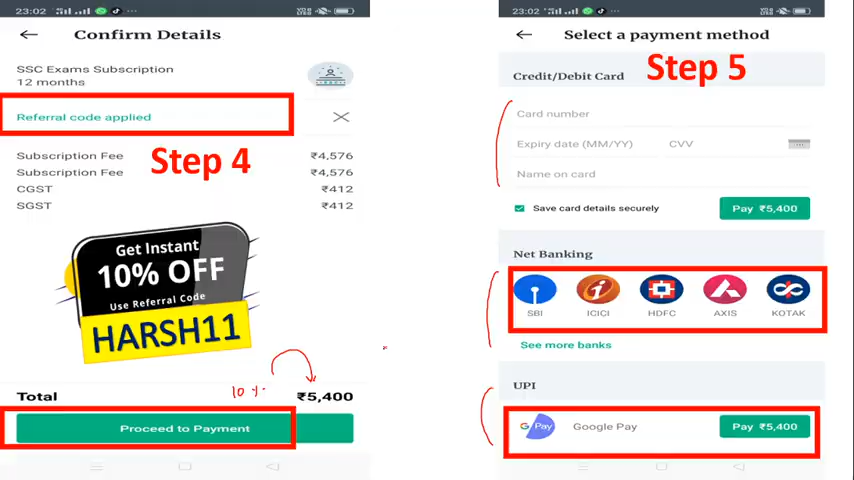 23:02
Confirm Details
SSC Exams Subscription
12 months
Referral code applied
Step 4
Subscription Fee ₹4,576
Subscription Fee ₹4,576
CGST ₹412
SGST ₹412
Get Instant
10% OFF
Use Referral Code
HARSH11
10 %
Total ₹5,400
Proceed to Payment
23:02
Select a payment method
Credit/Debit Card
Step 5
Card number
Expiry date (MM/YY) CVV
Name on card
Save card details securely Pay ₹5,400
Net Banking
SBI ICICI HDFC AXIS KOTAK
See more banks
UPI
G Pay Google Pay Pay ₹5,400